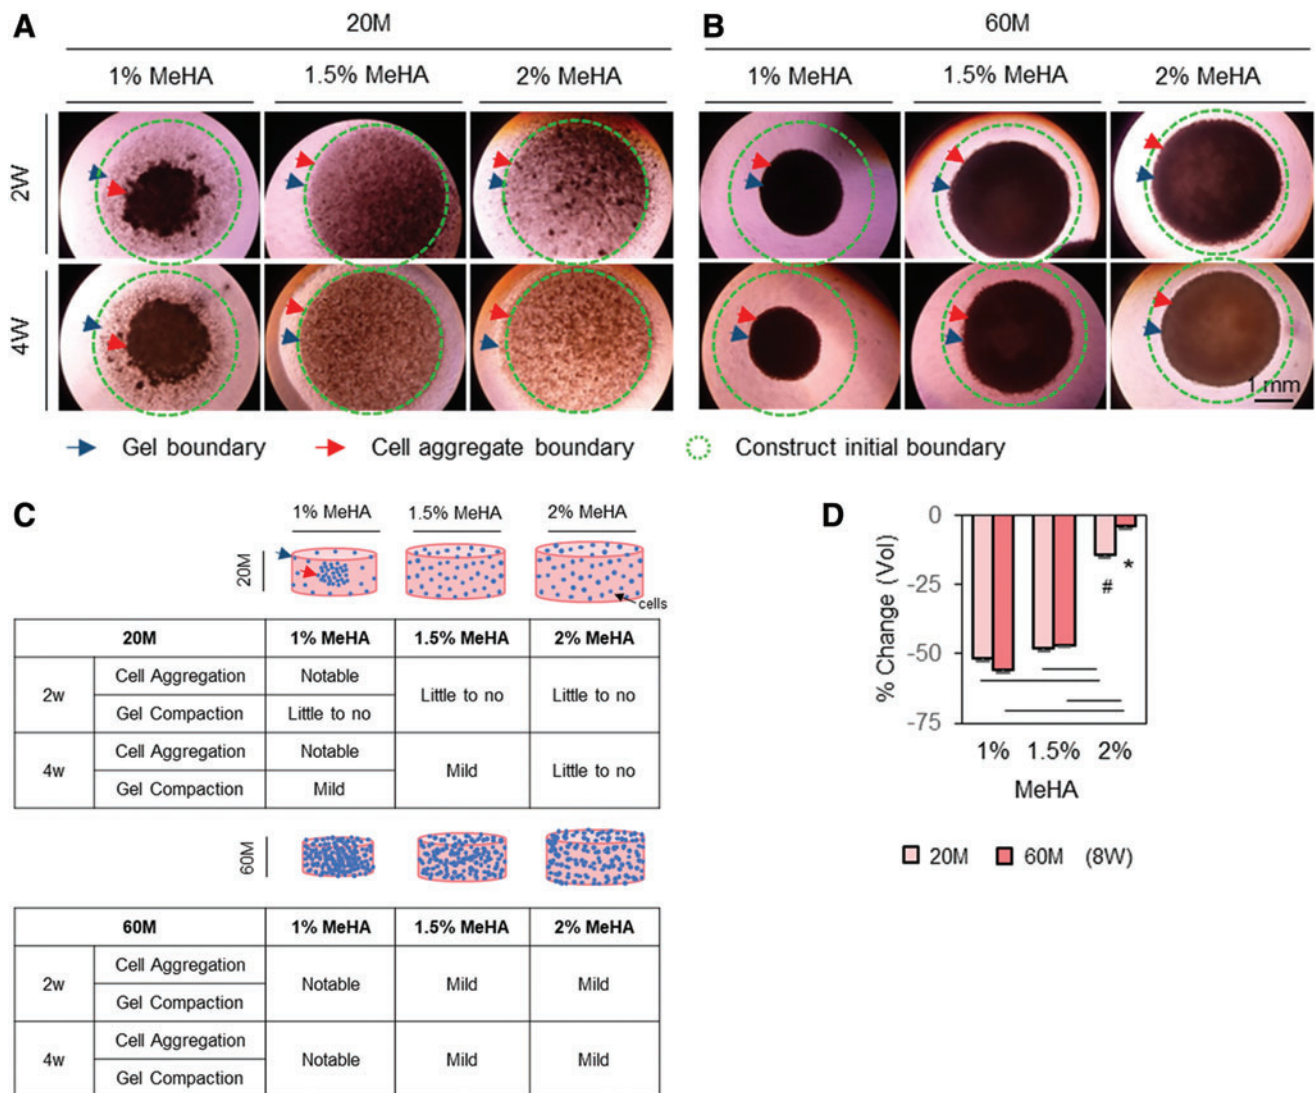 A
20M
1% MeHA 1.5% MeHA 2% MeHA
2W
4W
B
60M
1% MeHA 1.5% MeHA 2% MeHA
1 mm
Gel boundary Cell aggregate boundary Construct initial boundary
C
1% MeHA 1.5% MeHA 2% MeHA
20M
cells
20M 1% MeHA 1.5% MeHA 2% MeHA
2w Cell Aggregation Notable Little to no Little to no
Gel Compaction Little to no
4w Cell Aggregation Notable Mild Little to no
Gel Compaction Mild
60M
60M 1% MeHA 1.5% MeHA 2% MeHA
2w Cell Aggregation Notable Mild Mild
Gel Compaction
4w Cell Aggregation Notable Mild Mild
Gel Compaction
D
% Change (Vol)
0
-25
-50
-75
# *
1% 1.5% 2%
MeHA
20M 60M (8W)